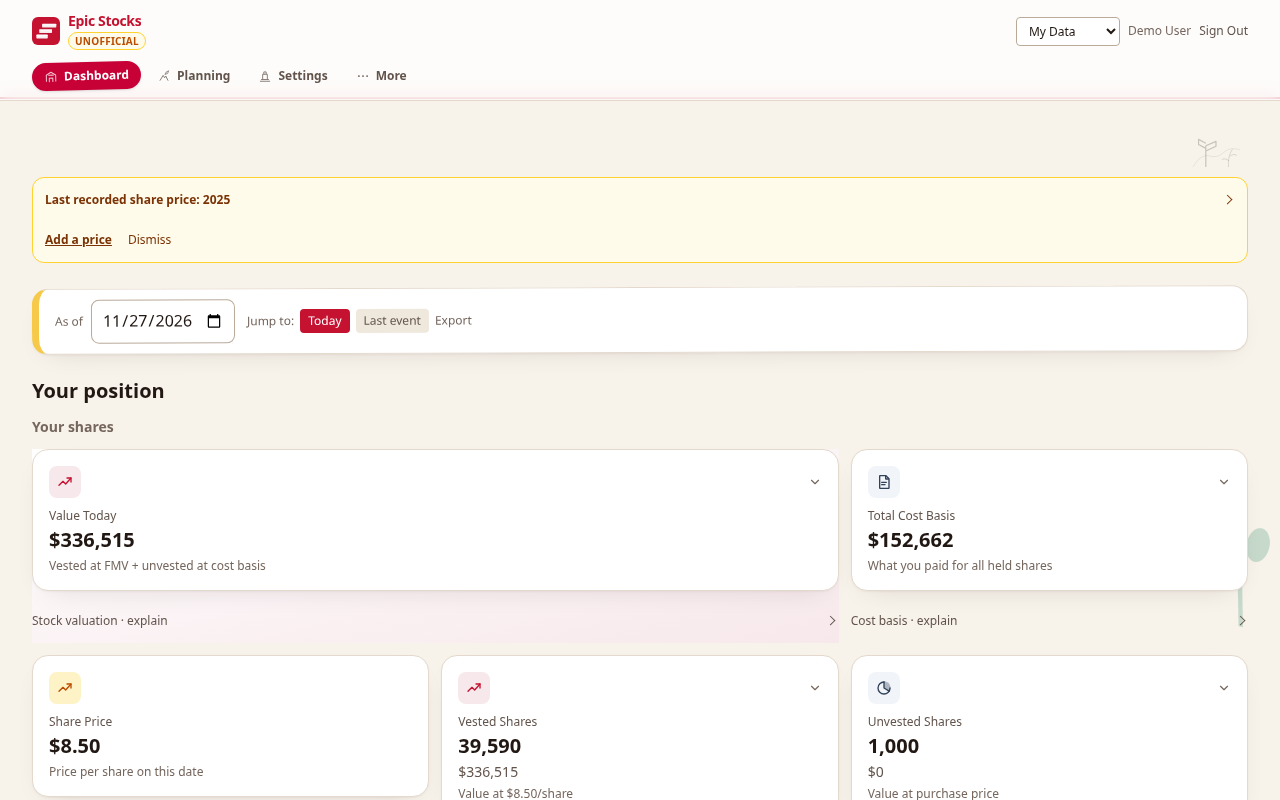 Epic Stocks
UNOFFICIAL
My Data
Demo User
Sign Out
Dashboard
Planning
Settings
More
Last recorded share price: 2025
Add a price
Dismiss
As of
11/27/2026
Jump to:
Today
Last event
Export
Your position
Your shares
Value Today
$336,515
Vested at FMV + unvested at cost basis
Stock valuation · explain
Total Cost Basis
$152,662
What you paid for all held shares
Cost basis · explain
Share Price
$8.50
Price per share on this date
Vested Shares
39,590
$336,515
Value at $8.50/share
Unvested Shares
1,000
$0
Value at purchase price